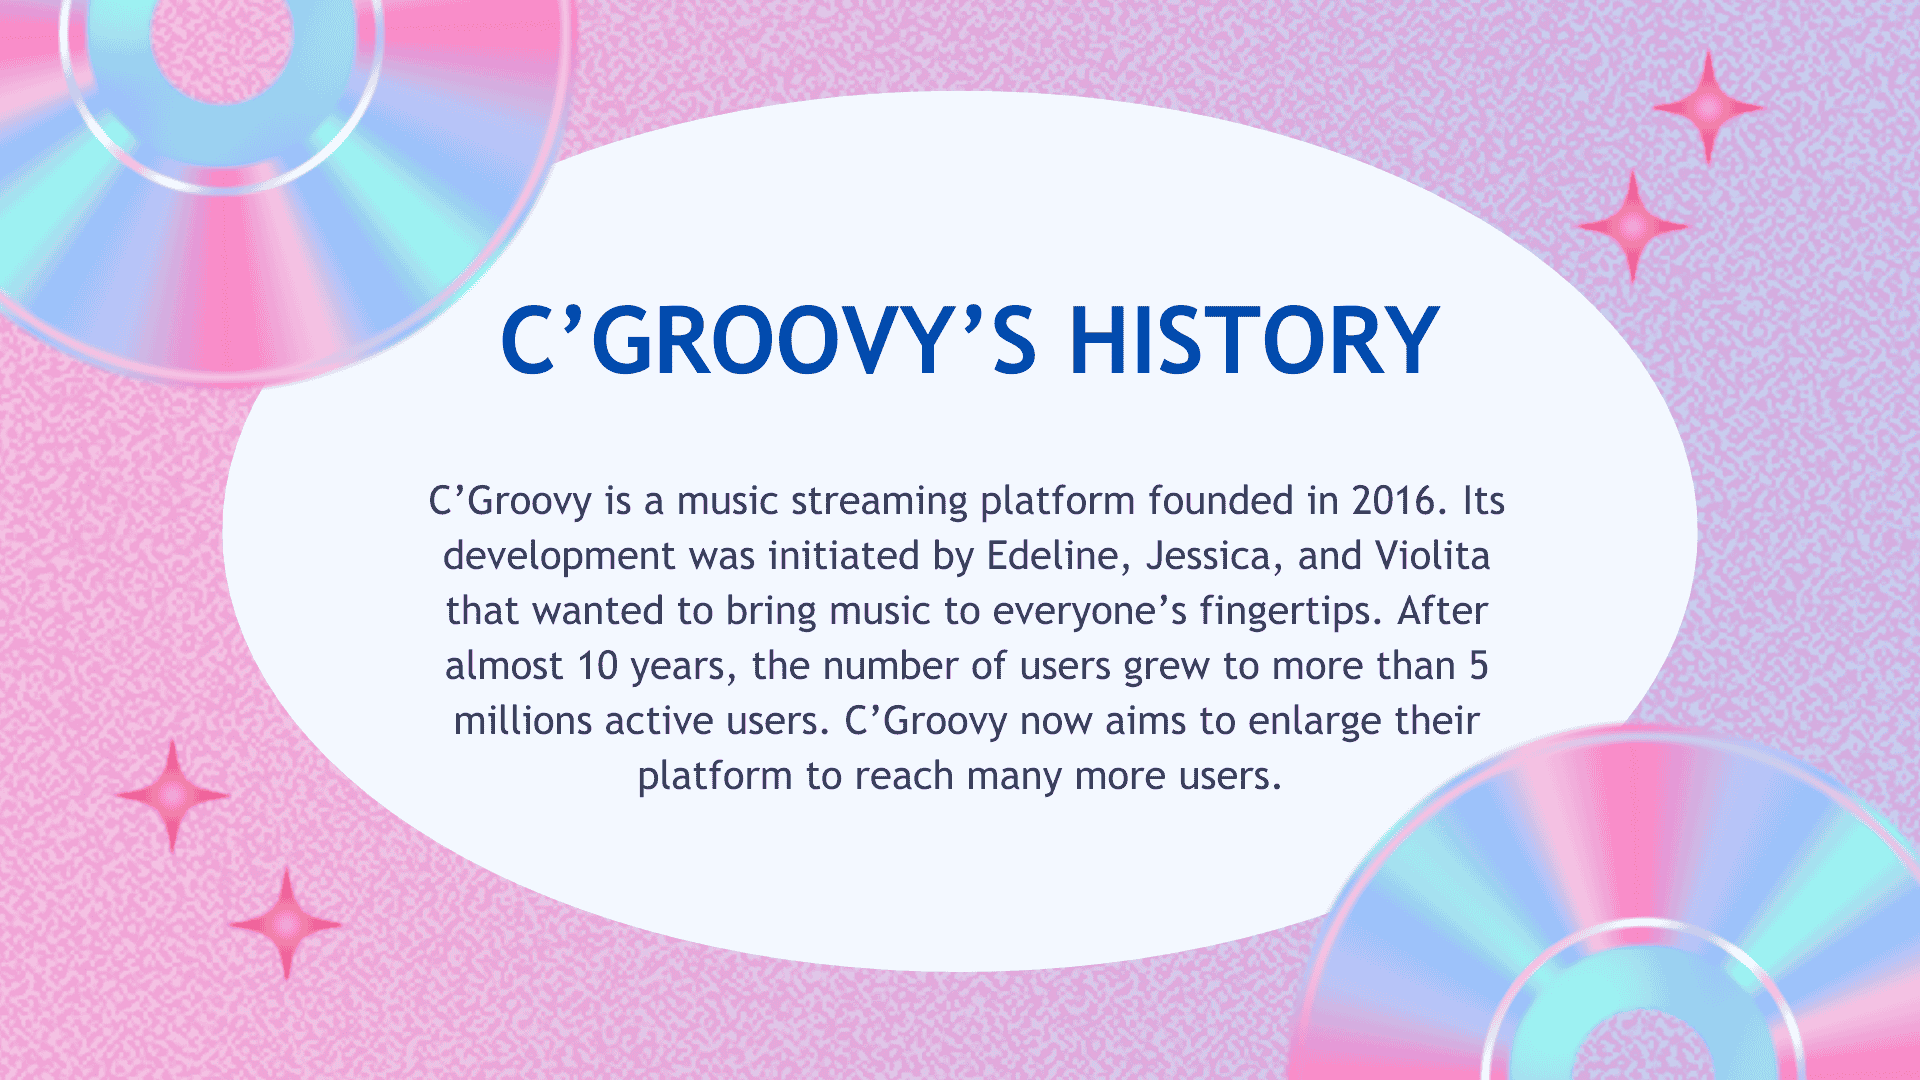 C’GROOVY’S HISTORY
C’Groovy is a music streaming platform founded in 2016. Its
development was initiated by Edeline, Jessica, and Violita
that wanted to bring music to everyone’s fingertips. After
almost 10 years, the number of users grew to more than 5
millions active users. C’Groovy now aims to enlarge their
platform to reach many more users.